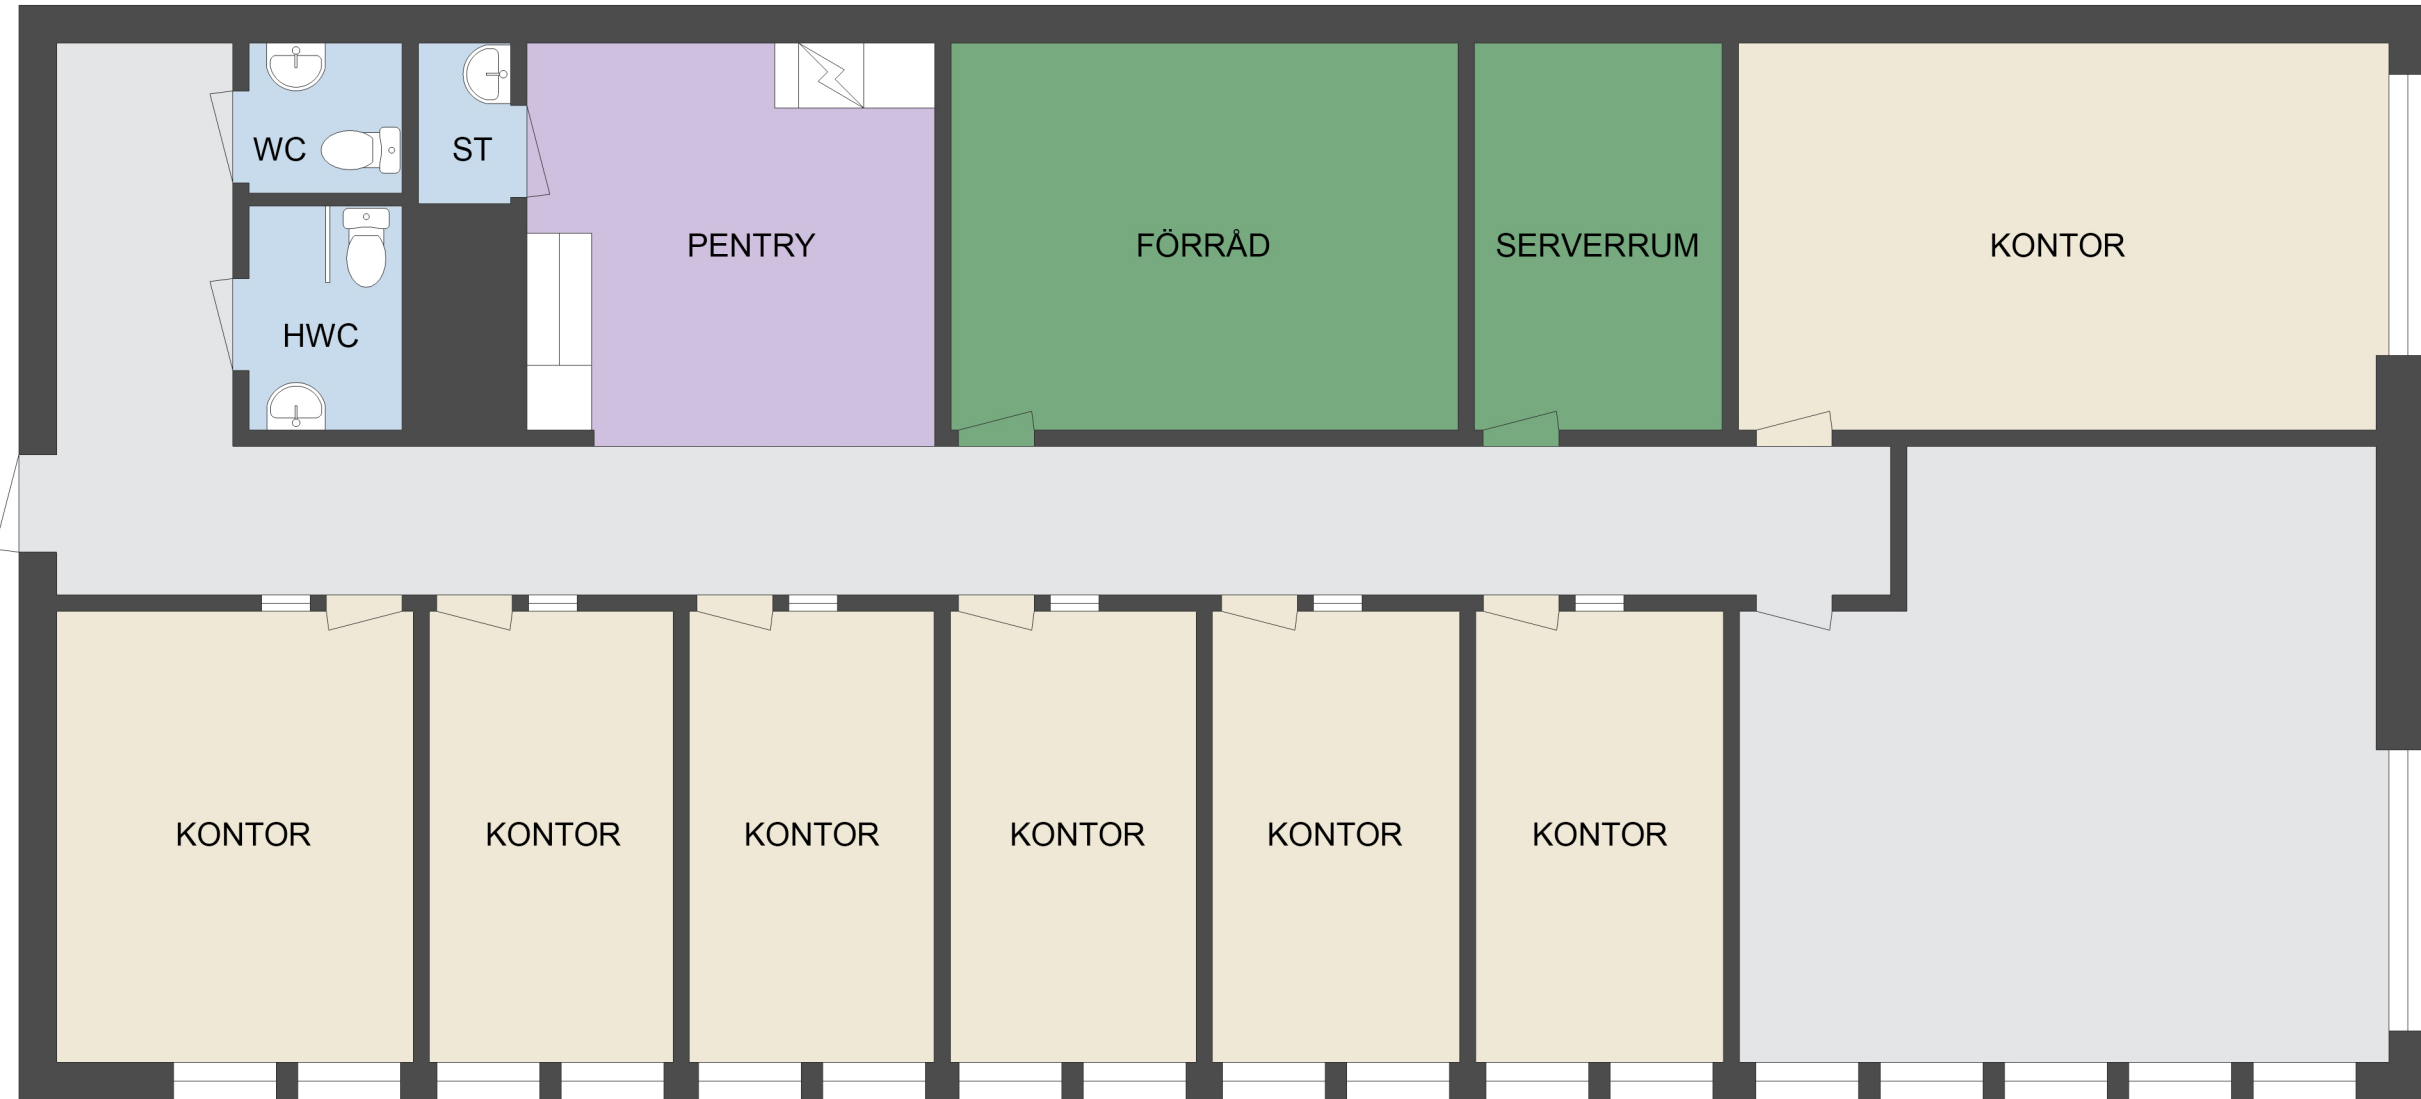 WC
ST
PENTRY
FÖRRÅD
SERVERRUM
KONTOR
HWC
KONTOR
KONTOR
KONTOR
KONTOR
KONTOR
KONTOR